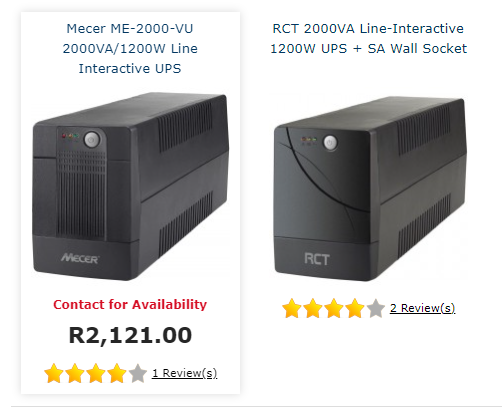 Mecer ME-2000-VU
2000VA/1200W Line
Interactive UPS
MECER
Contact for Availability
R2,121.00
1 Review(s)
RCT 2000VA Line-Interactive
1200W UPS + SA Wall Socket
RCT
2 Review(s)